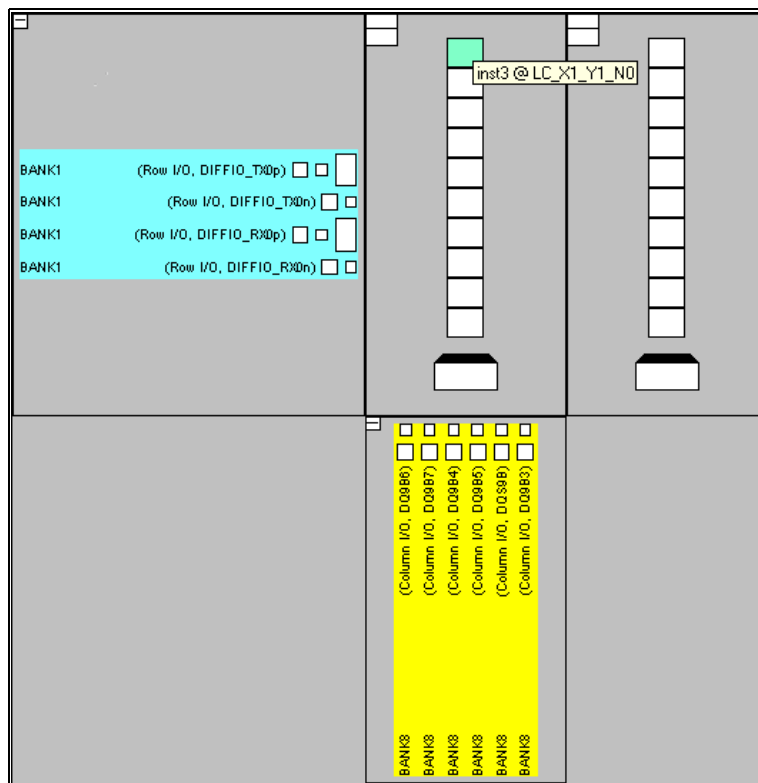 inst3 @ LC_X1_Y1_N0
BANK1 (Row I/O, DIFFIO_TX0p)
BANK1 (Row I/O, DIFFIO_TX0n)
BANK1 (Row I/O, DIFFIO_RX0p)
BANK1 (Row I/O, DIFFIO_RX0n)
BANK8 (Column I/O, DQ9B6)
BANK8 (Column I/O, DQ9B7)
BANK8 (Column I/O, DQ9B4)
BANK8 (Column I/O, DQ9B5)
BANK8 (Column I/O, DQS9B)
BANK8 (Column I/O, DQ9B3)